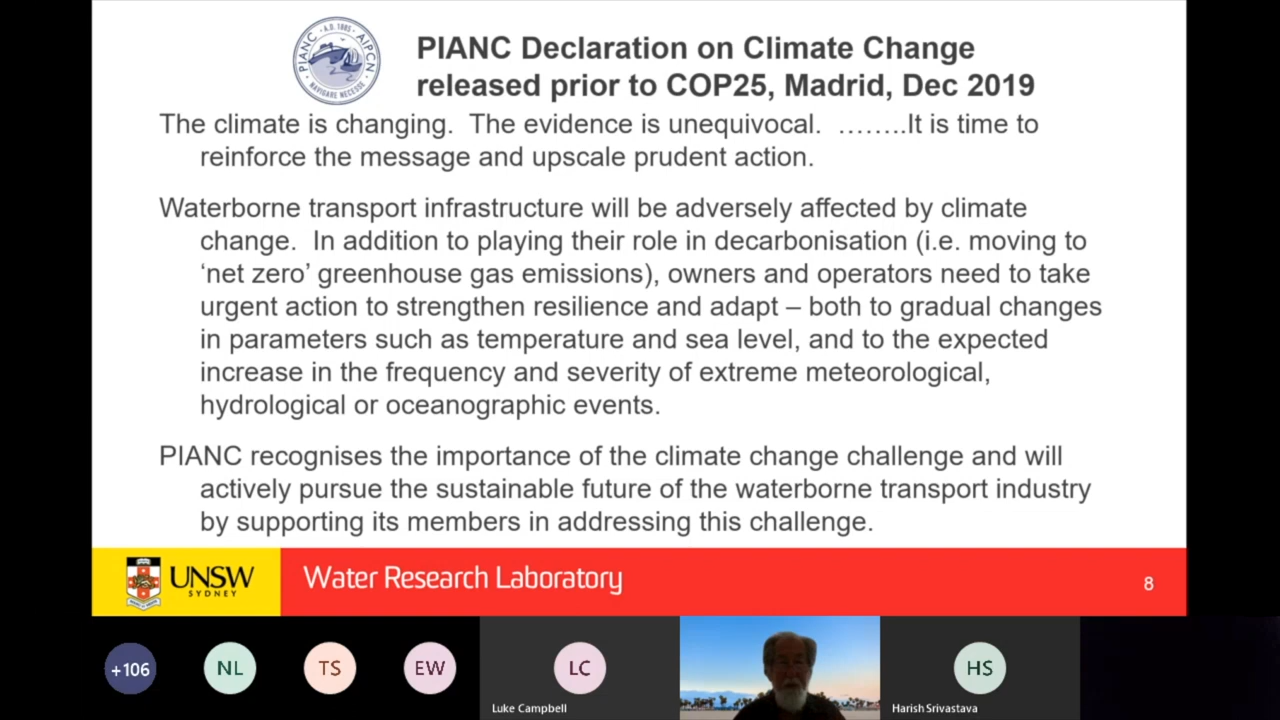 PIANC Declaration on Climate Change
released prior to COP25, Madrid, Dec 2019
PIANC · A.D. 1885 · AIPCN
NAVIGARE NECESSE
The climate is changing.  The evidence is unequivocal.  ........It is time to
reinforce the message and upscale prudent action.
Waterborne transport infrastructure will be adversely affected by climate
change.  In addition to playing their role in decarbonisation (i.e. moving to
‘net zero’ greenhouse gas emissions), owners and operators need to take
urgent action to strengthen resilience and adapt – both to gradual changes
in parameters such as temperature and sea level, and to the expected
increase in the frequency and severity of extreme meteorological,
hydrological or oceanographic events.
PIANC recognises the importance of the climate change challenge and will
actively pursue the sustainable future of the waterborne transport industry
by supporting its members in addressing this challenge.
UNSW
SYDNEY
Water Research Laboratory
8
+106
NL
TS
EW
LC
Luke Campbell
HS
Harish Srivastava